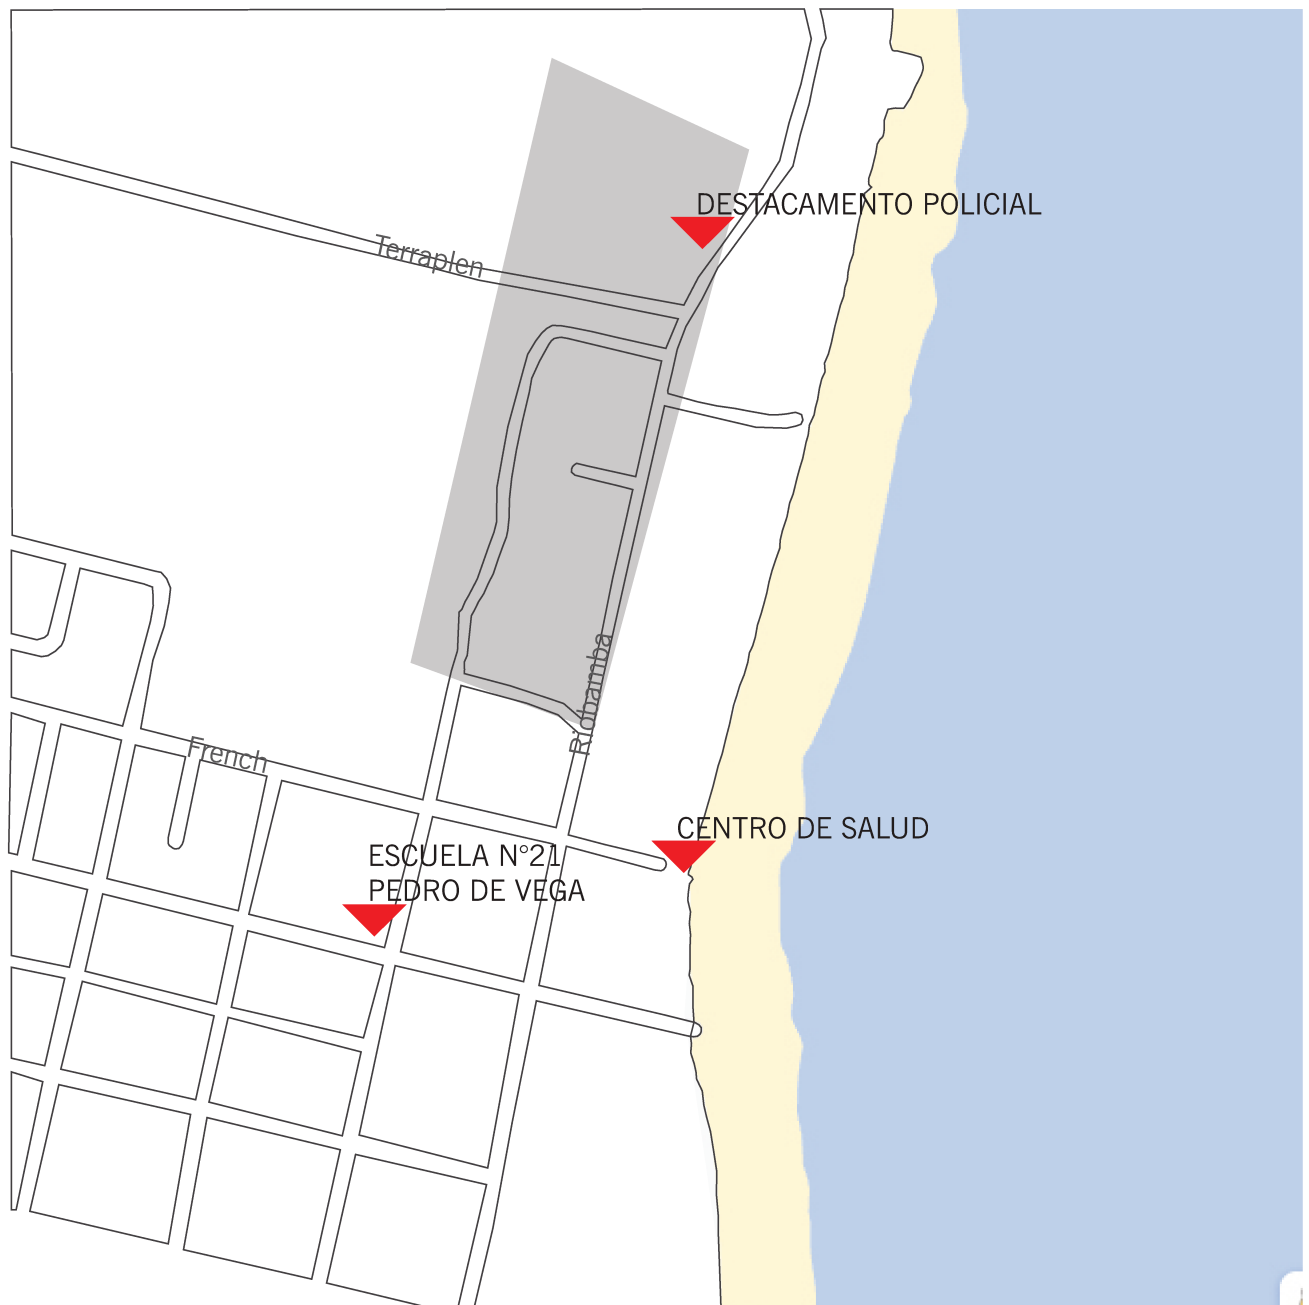 DESTACAMENTO POLICIAL
Terraplen
Riobamba
French
CENTRO DE SALUD
ESCUELA N°21
PEDRO DE VEGA